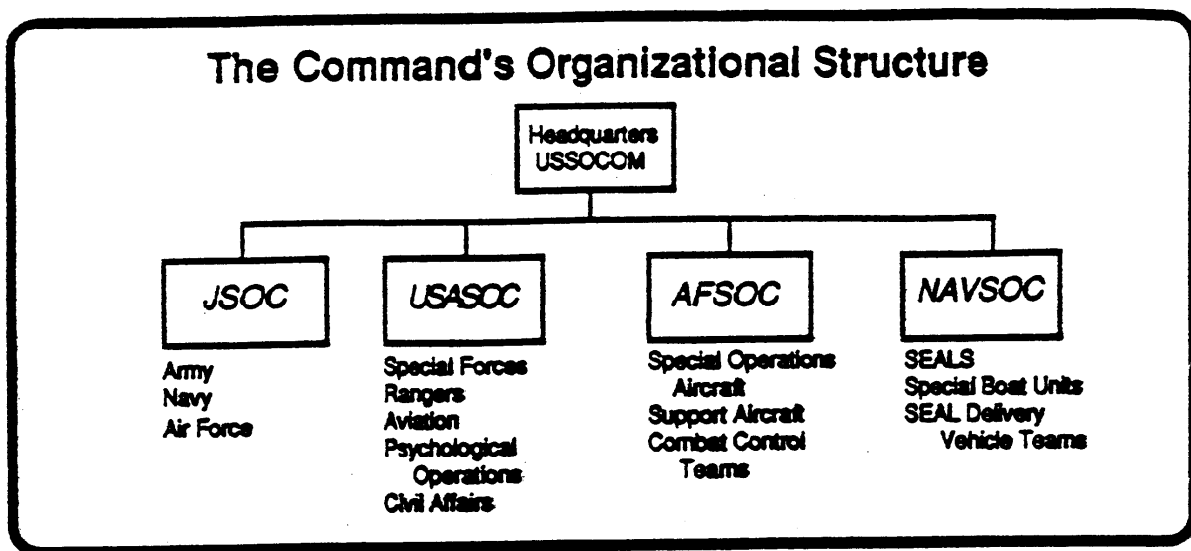 The Command's Organizational Structure
Headquarters
USSOCOM
JSOC
Army
Navy
Air Force
USASOC
Special Forces
Rangers
Aviation
Psychological
Operations
Civil Affairs
AFSOC
Special Operations
Aircraft
Support Aircraft
Combat Control
Teams
NAVSOC
SEALS
Special Boat Units
SEAL Delivery
Vehicle Teams